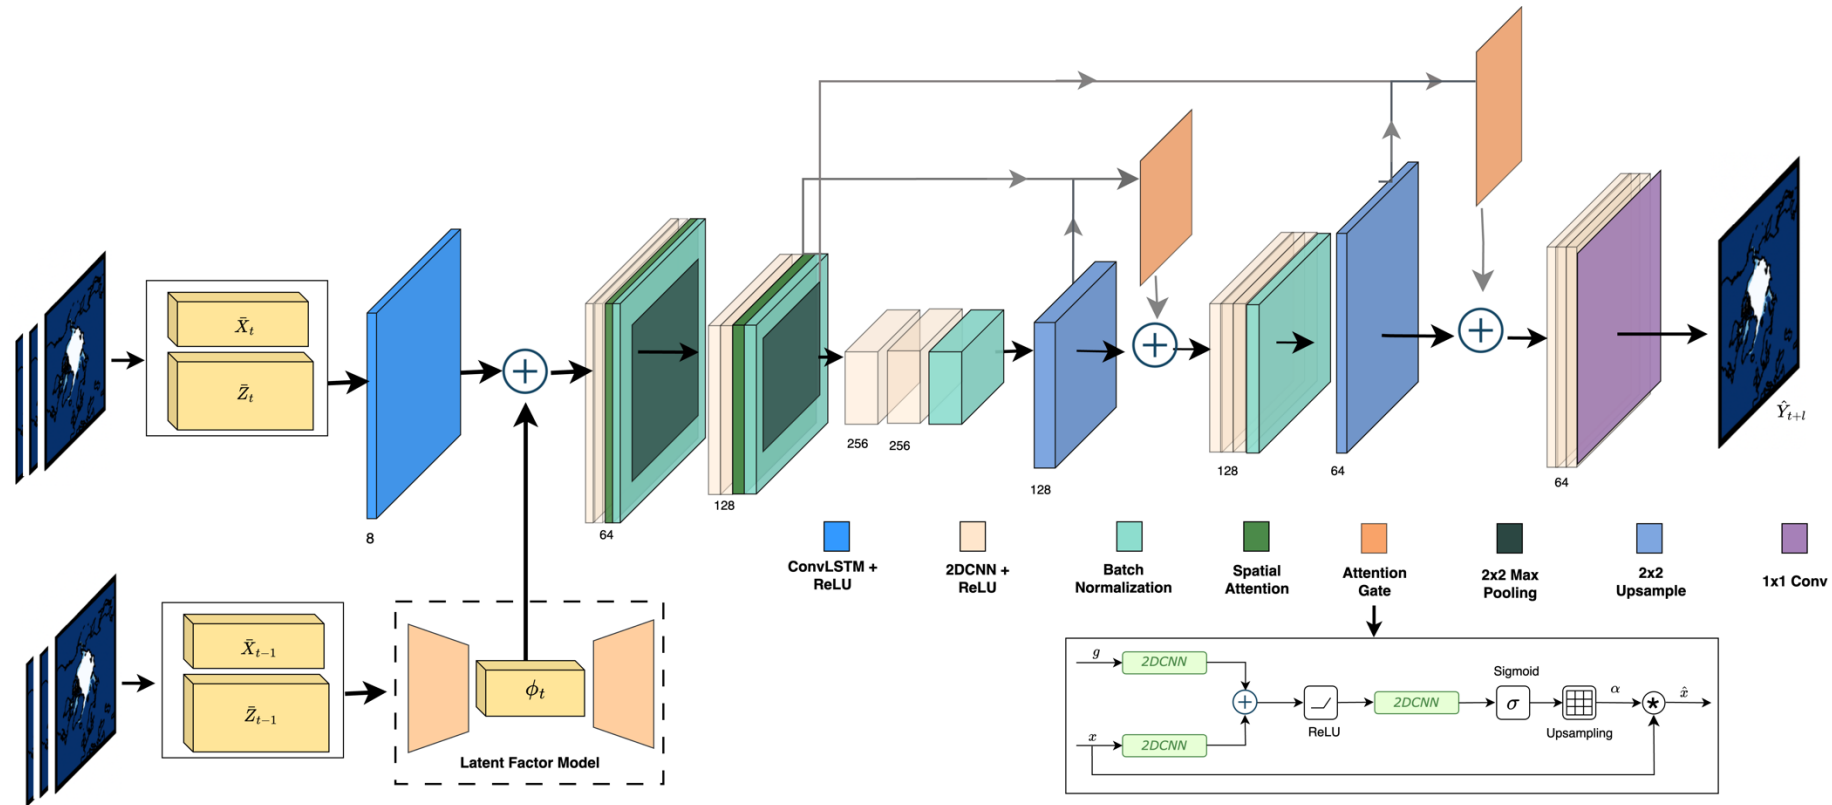 X̄ₜ
Z̄ₜ
8
64
128
256
256
128
128
64
64
Ŷₜ₊ₗ
ConvLSTM +
ReLU
2DCNN +
ReLU
Batch
Normalization
Spatial
Attention
Attention
Gate
2x2 Max
Pooling
2x2
Upsample
1x1 Conv
X̄ₜ₋₁
Z̄ₜ₋₁
ϕₜ
Latent Factor Model
g
2DCNN
x
2DCNN
ReLU
2DCNN
Sigmoid
σ
Upsampling
α
x̂